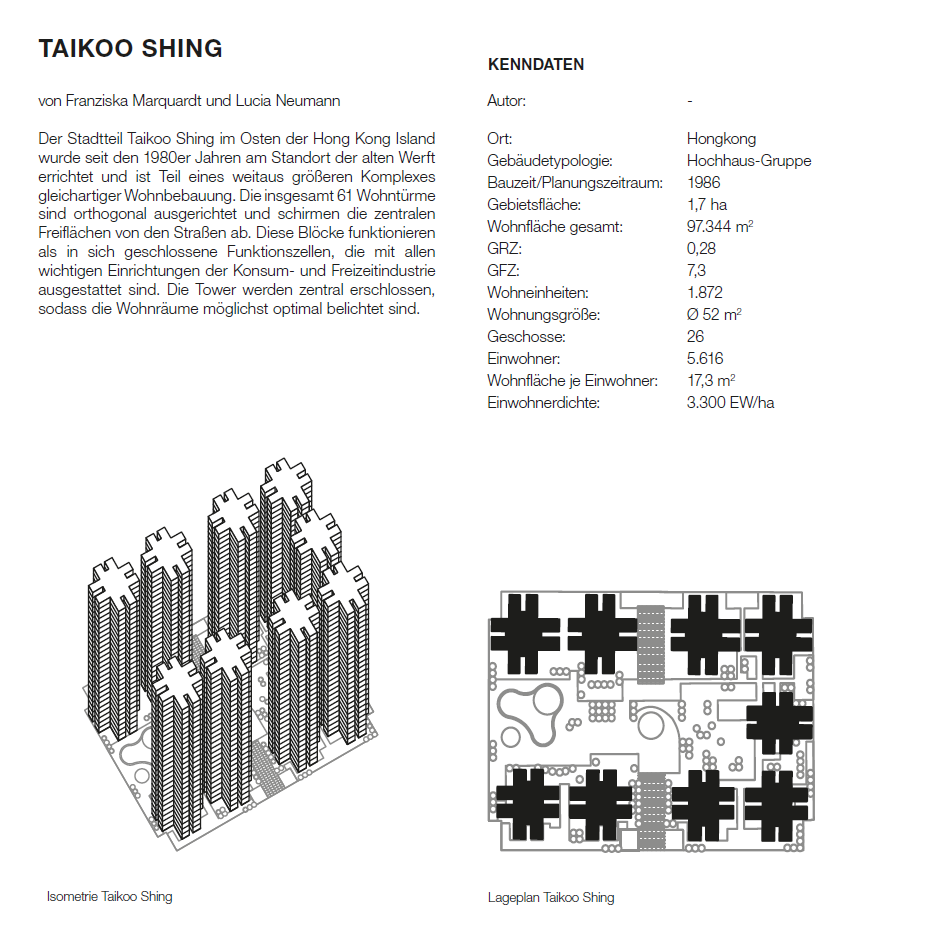 TAIKOO SHING
von Franziska Marquardt und Lucia Neumann
Der Stadtteil Taikoo Shing im Osten der Hong Kong Island
wurde seit den 1980er Jahren am Standort der alten Werft
errichtet und ist Teil eines weitaus größeren Komplexes
gleichartiger Wohnbebauung. Die insgesamt 61 Wohntürme
sind orthogonal ausgerichtet und schirmen die zentralen
Freiflächen von den Straßen ab. Diese Blöcke funktionieren
als in sich geschlossene Funktionszellen, die mit allen
wichtigen Einrichtungen der Konsum- und Freizeitindustrie
ausgestattet sind. Die Tower werden zentral erschlossen,
sodass die Wohnräume möglichst optimal belichtet sind.
KENNDATEN
Autor: -
Ort: Hongkong
Gebäudetypologie: Hochhaus-Gruppe
Bauzeit/Planungszeitraum: 1986
Gebietsfläche: 1,7 ha
Wohnfläche gesamt: 97.344 m²
GRZ: 0,28
GFZ: 7,3
Wohneinheiten: 1.872
Wohnungsgröße: Ø 52 m²
Geschosse: 26
Einwohner: 5.616
Wohnfläche je Einwohner: 17,3 m²
Einwohnerdichte: 3.300 EW/ha
Isometrie Taikoo Shing
Lageplan Taikoo Shing